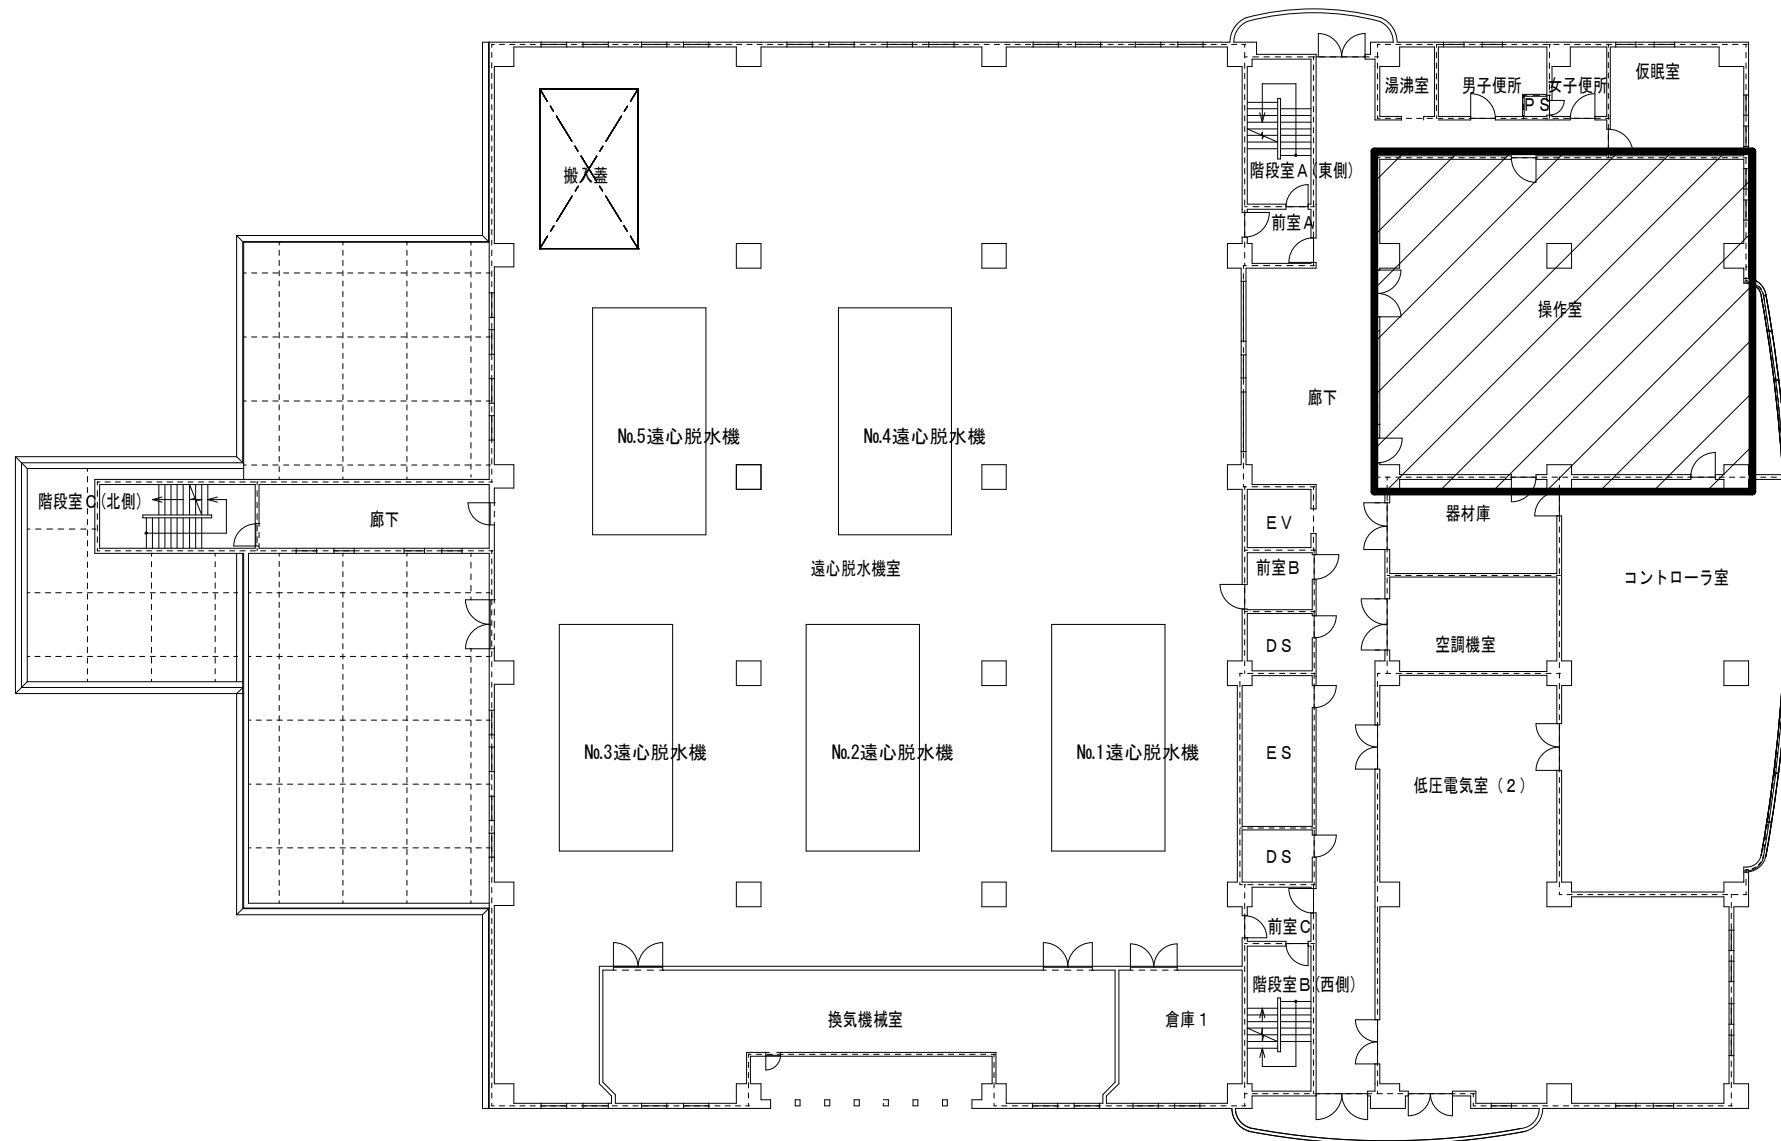 湯沸室
男子便所
女子便所
仮眠室
PS
搬入蓋
階段室A(東側)
前室A
操作室
廊下
No.5遠心脱水機
No.4遠心脱水機
階段室C(北側)
廊下
EV
器材庫
遠心脱水機室
前室B
コントローラ室
DS
空調機室
No.3遠心脱水機
No.2遠心脱水機
No.1遠心脱水機
ES
低圧電気室(2)
DS
前室C
階段室B(西側)
換気機械室
倉庫1